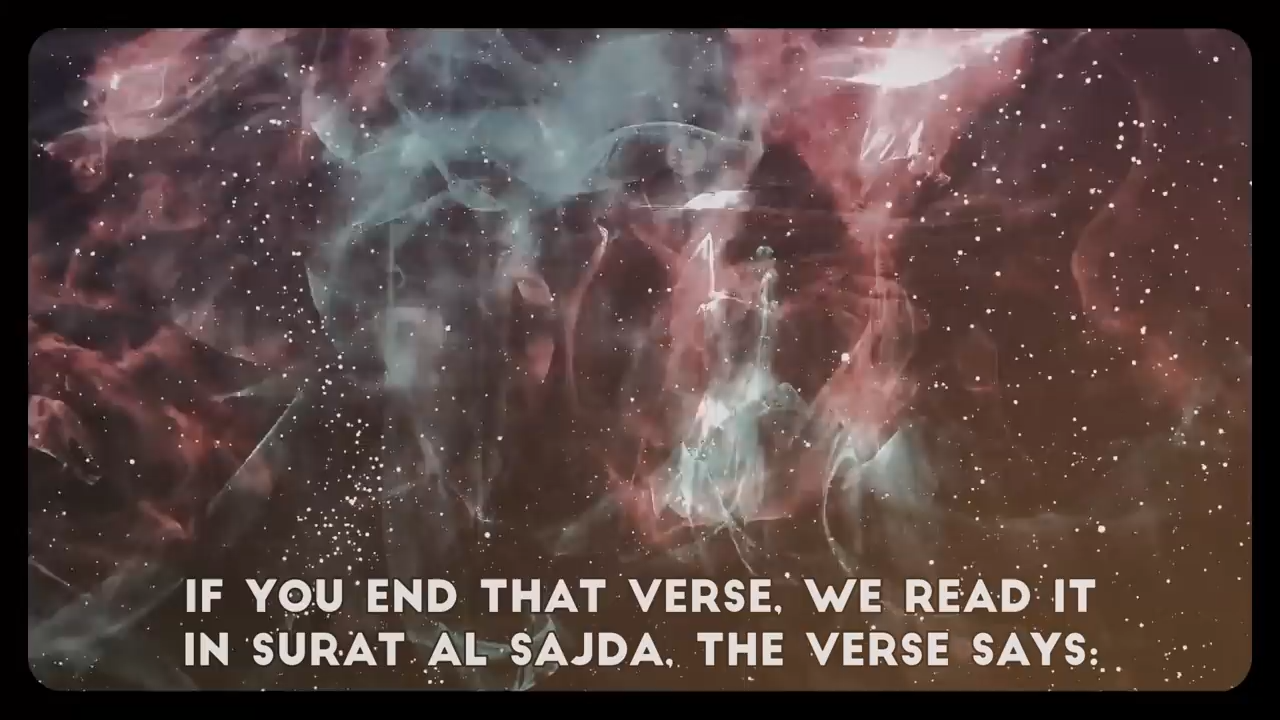 IF YOU END THAT VERSE, WE READ IT
IN SURAT AL SAJDA, THE VERSE SAYS: